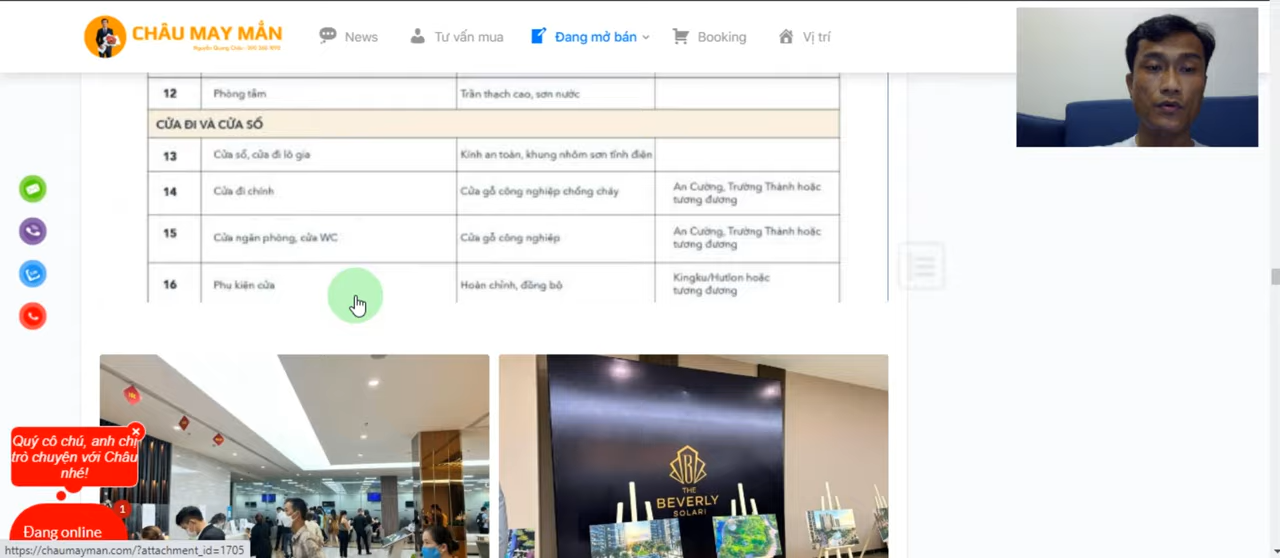 CHÂU MAY MẮN
News
Tư vấn mua
Đang mở bán
Booking
Vị trí
12 Phòng tắm Trần thạch cao, sơn nước
CỬA ĐI VÀ CỬA SỔ
13 Cửa sổ, cửa đi lô gia Kính an toàn, khung nhôm sơn tĩnh điện
14 Cửa đi chính Cửa gỗ công nghiệp chống cháy An Cường, Trường Thành hoặc
tương đương
15 Cửa ngăn phòng, cửa WC Cửa gỗ công nghiệp An Cường, Trường Thành hoặc
tương đương
16 Phụ kiện cửa Hoàn chỉnh, đồng bộ Kingku/Hutlon hoặc
tương đương
THE
BEVERLY
SOLARI
Quý cô chú, anh chị
trò chuyện với Châu
nhé!
1
Đang online
https://chaumayman.com/?attachment_id=1705